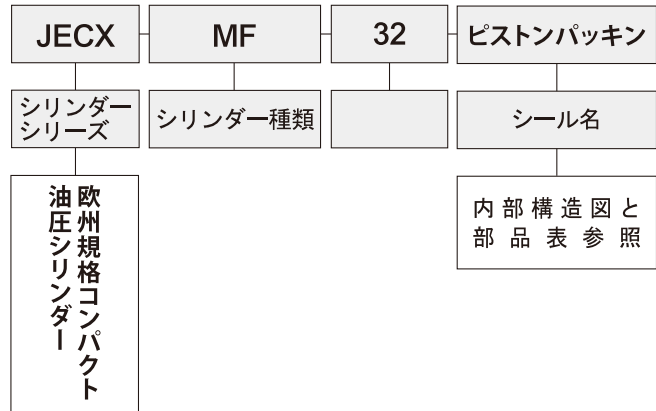 JECX
MF
32
ピストンパッキン
シリンダー
シリーズ
シリンダー種類
シール名
欧州規格コンパクト
油圧シリンダー
内部構造図と
部品表参照